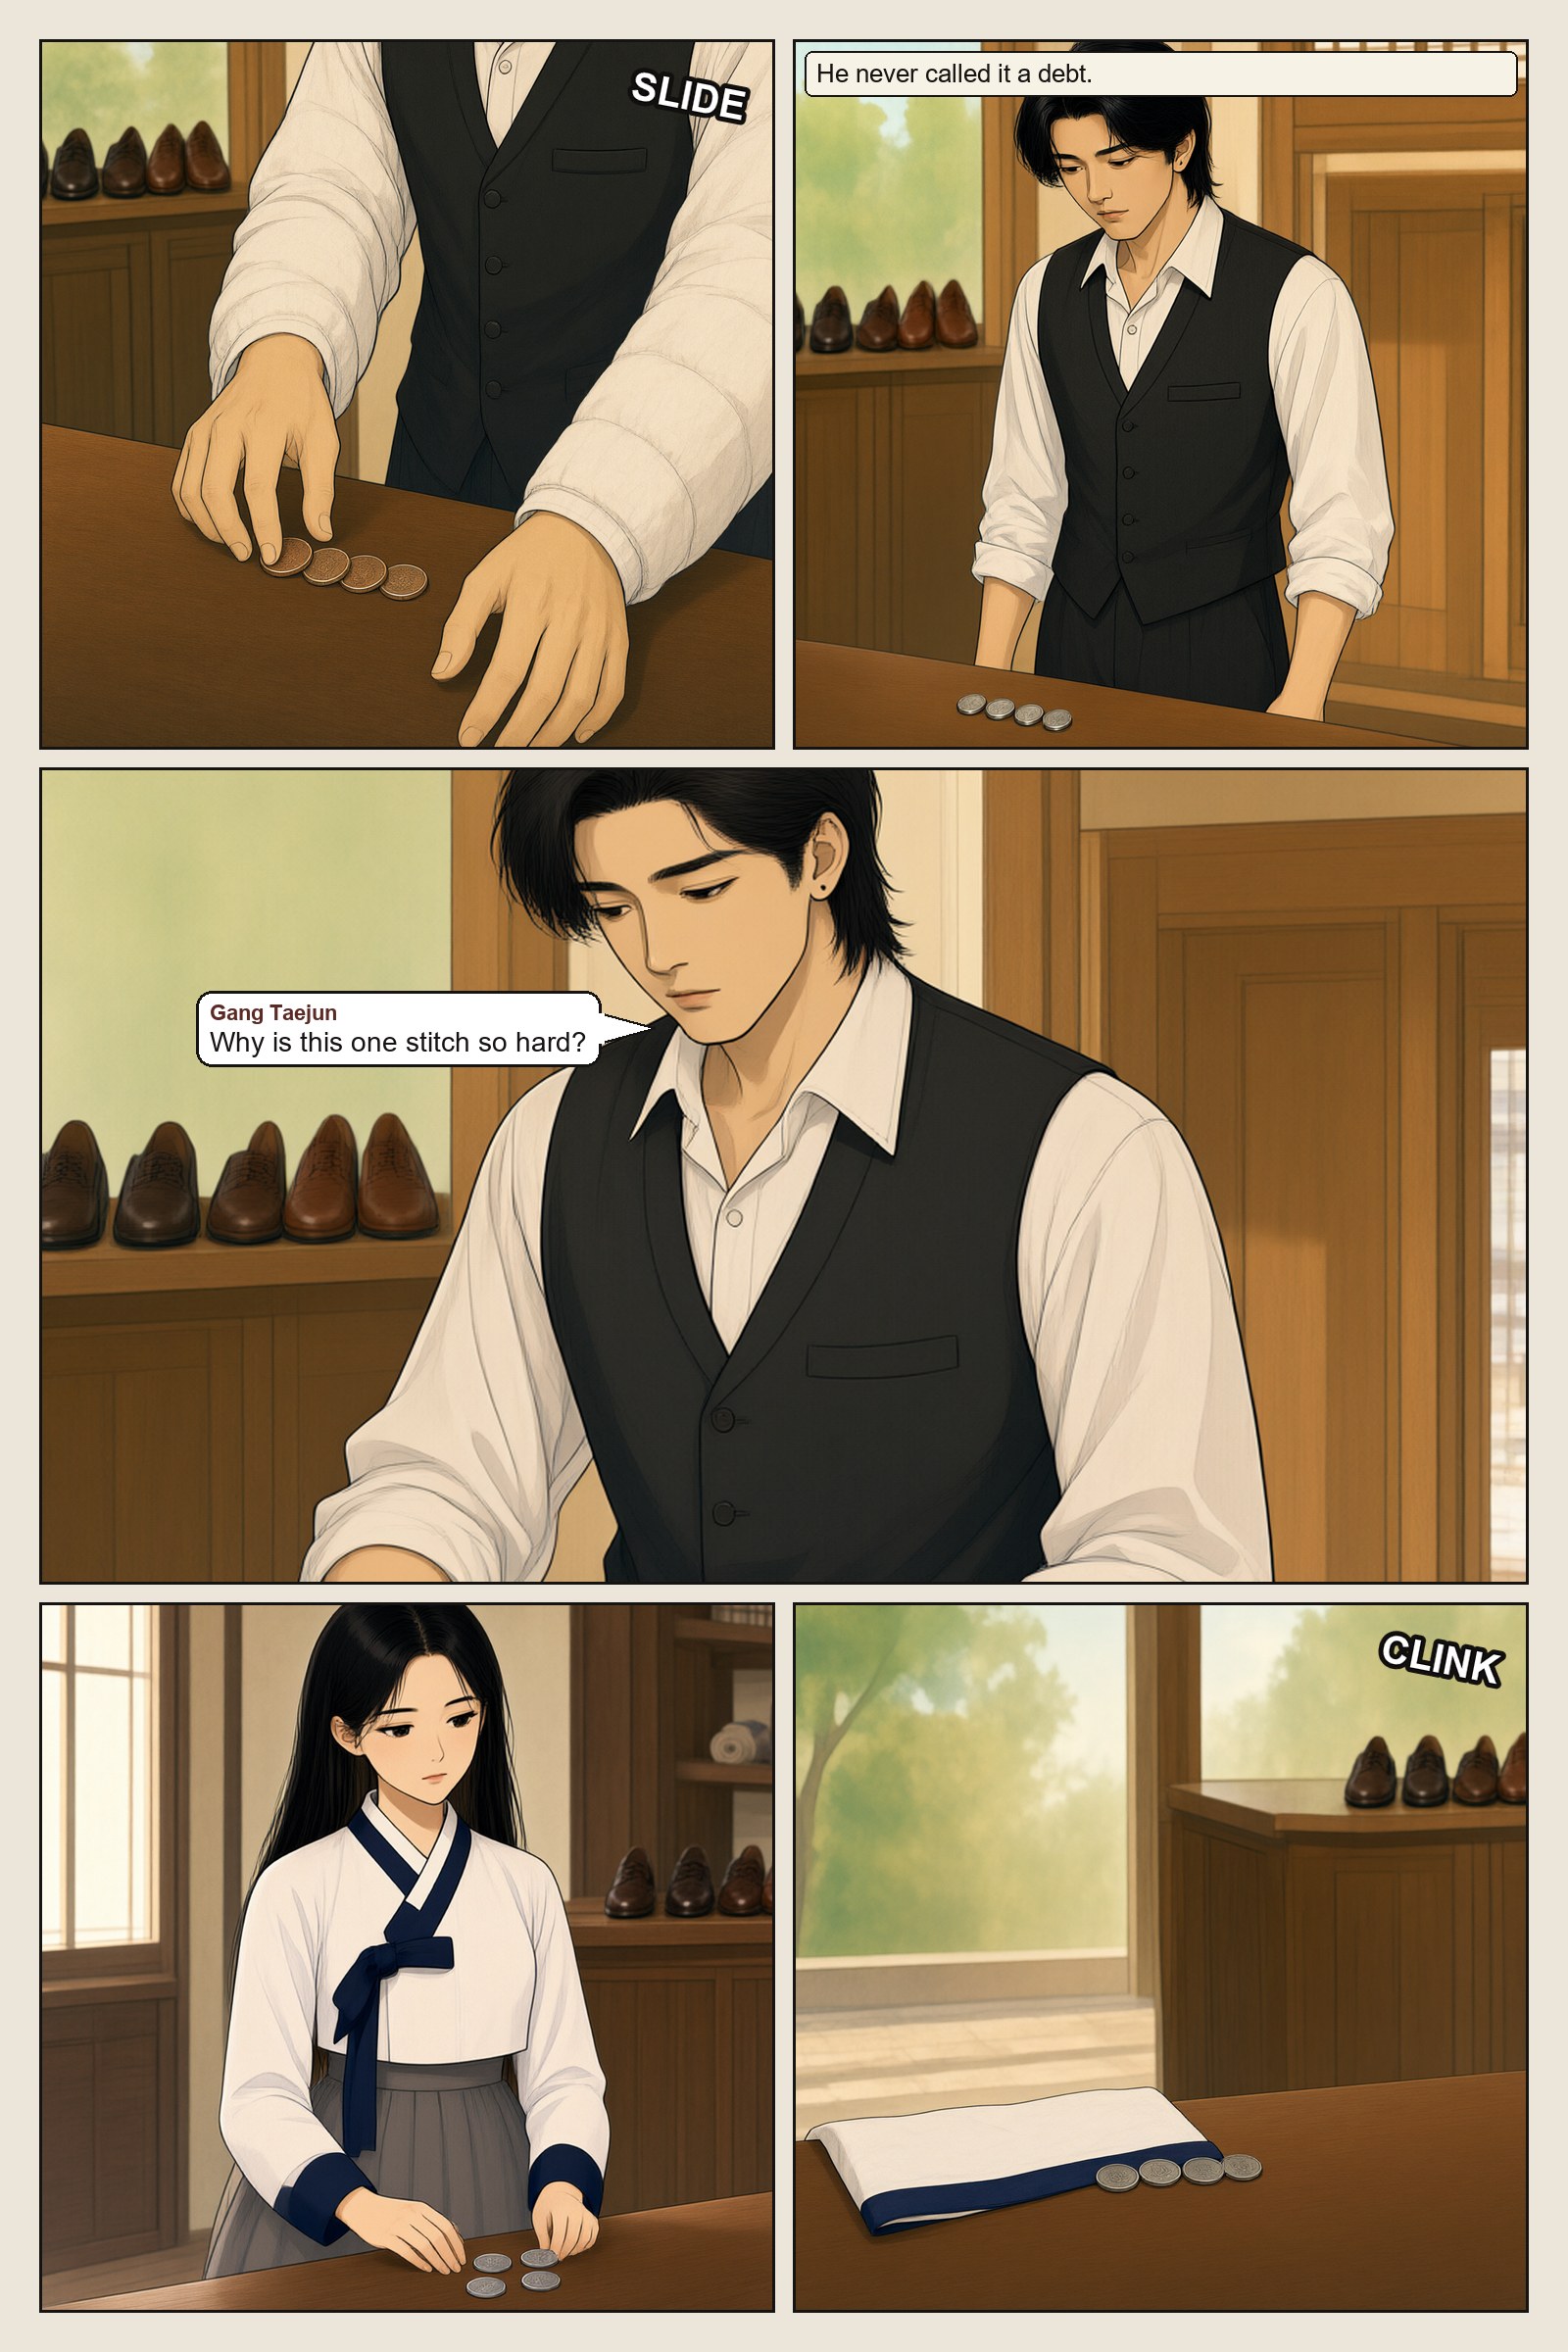 SLIDE
He never called it a debt.
Gang Taejun
Why is this one stitch so hard?
CLINK